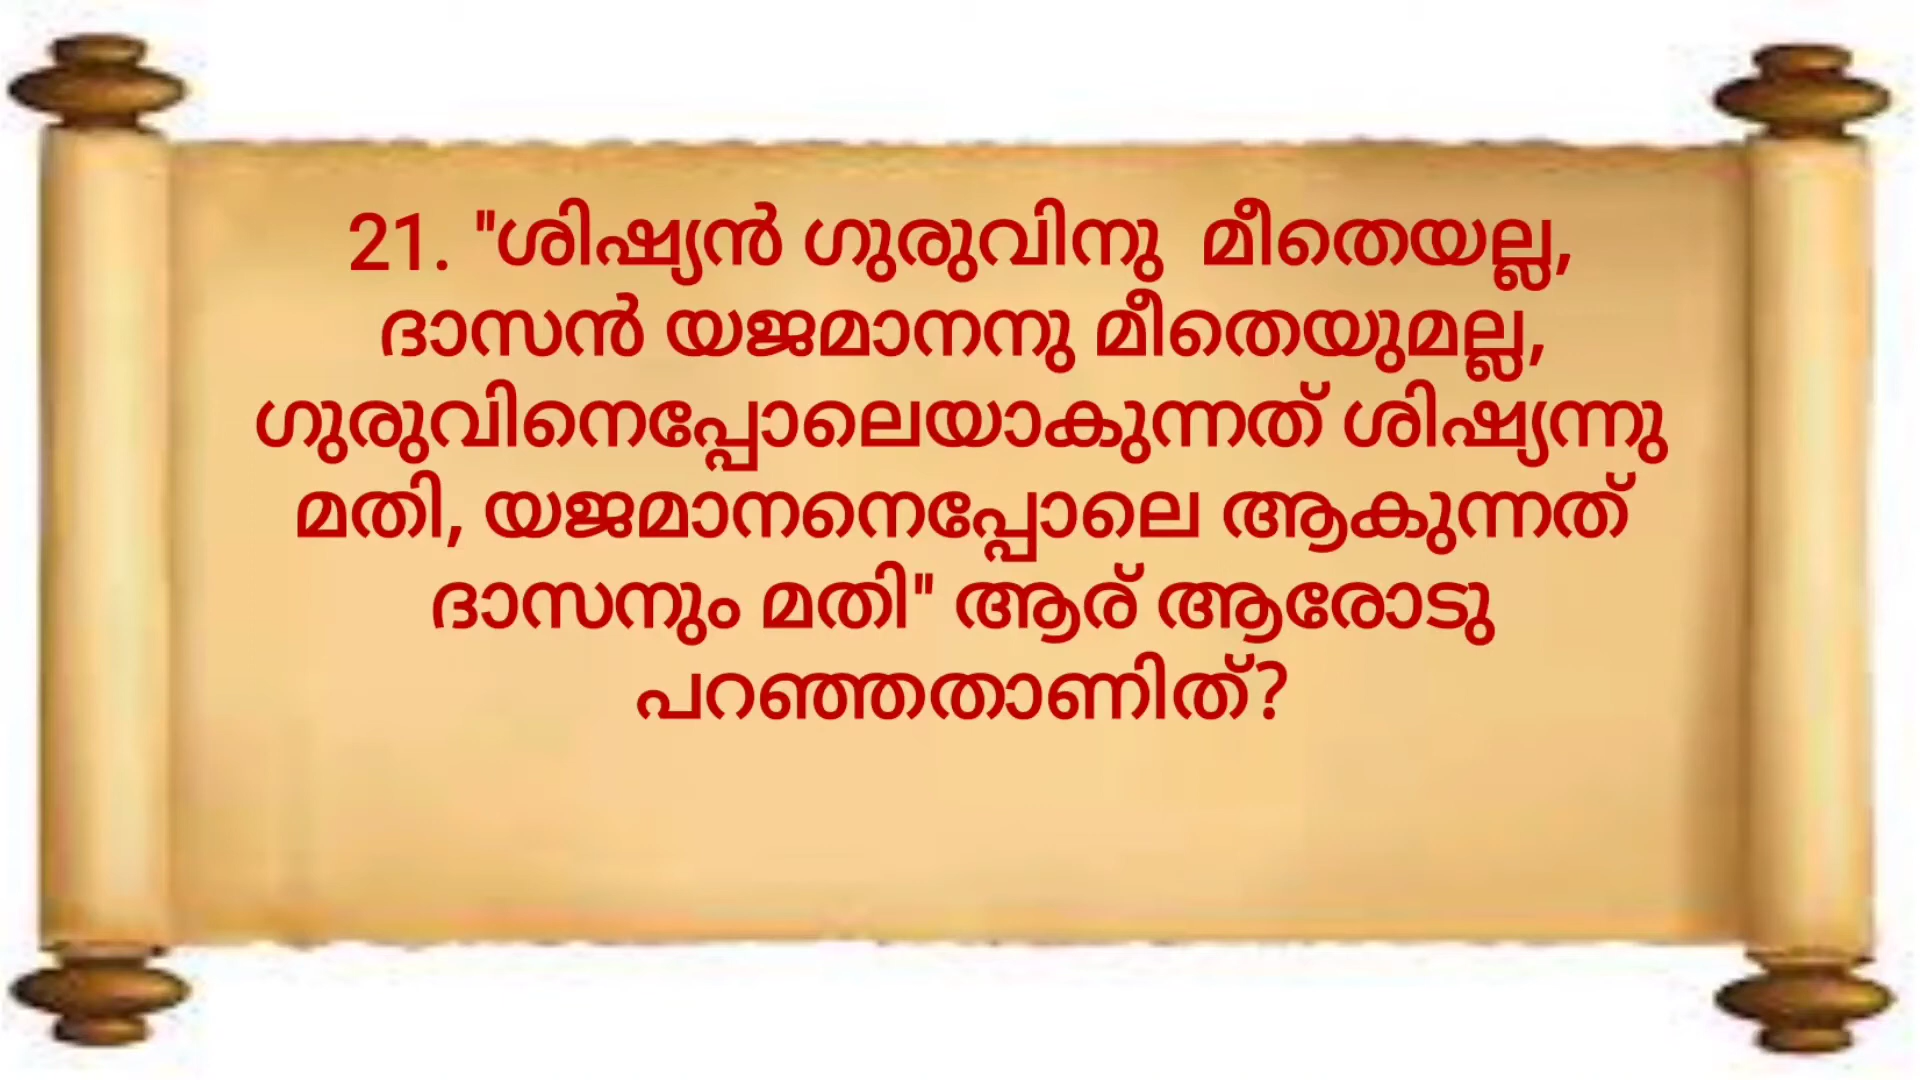 21. "ശിഷ്യൻ ഗുരുവിനു മീതെയല്ല,
ദാസൻ യജമാനനു മീതെയുമല്ല,
ഗുരുവിനെപ്പോലെയാകുന്നത് ശിഷ്യന്നു
മതി, യജമാനനെപ്പോലെ ആകുന്നത്
ദാസനും മതി" ആര് ആരോടു
പറഞ്ഞതാണിത്?